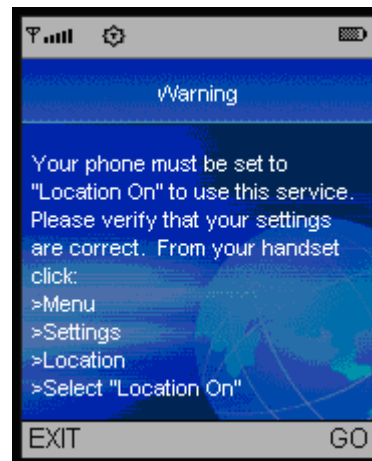 Warning
Your phone must be set to
"Location On" to use this service.
Please verify that your settings
are correct. From your handset
click:
>Menu
>Settings
>Location
>Select "Location On"
EXIT GO